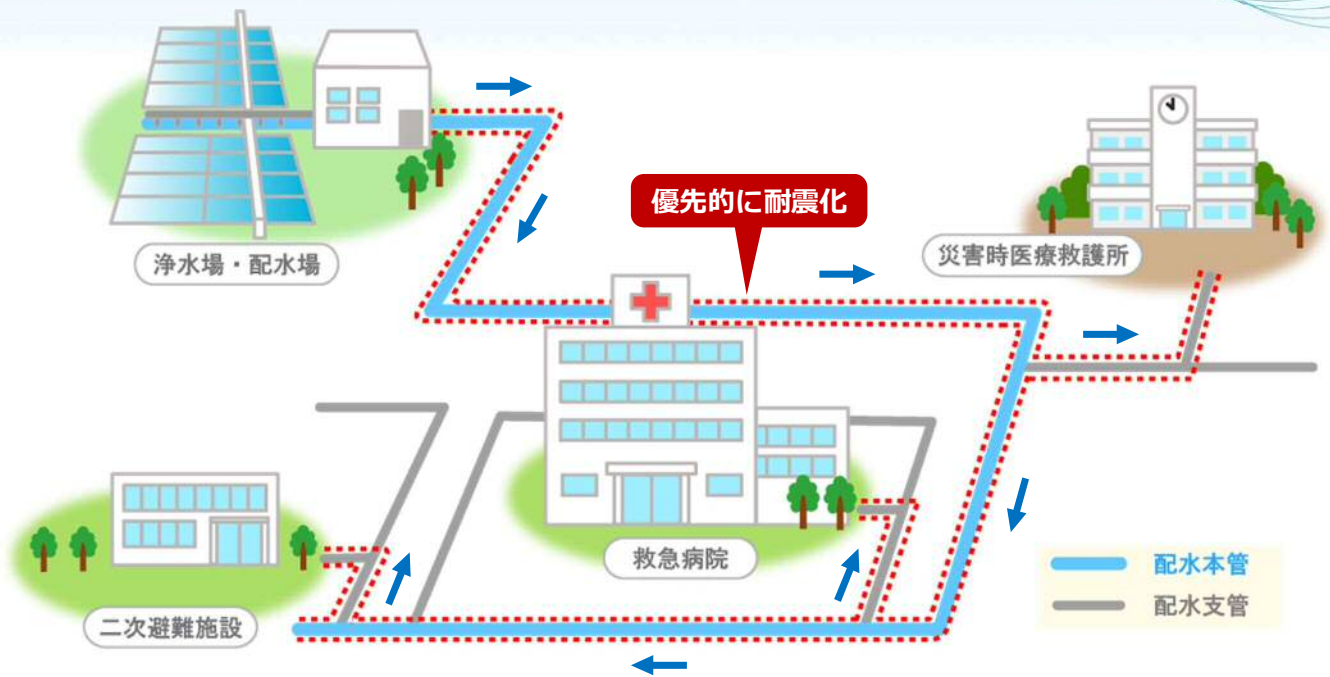 優先的に耐震化
浄水場・配水場
災害時医療救護所
救急病院
二次避難施設
配水本管
配水支管